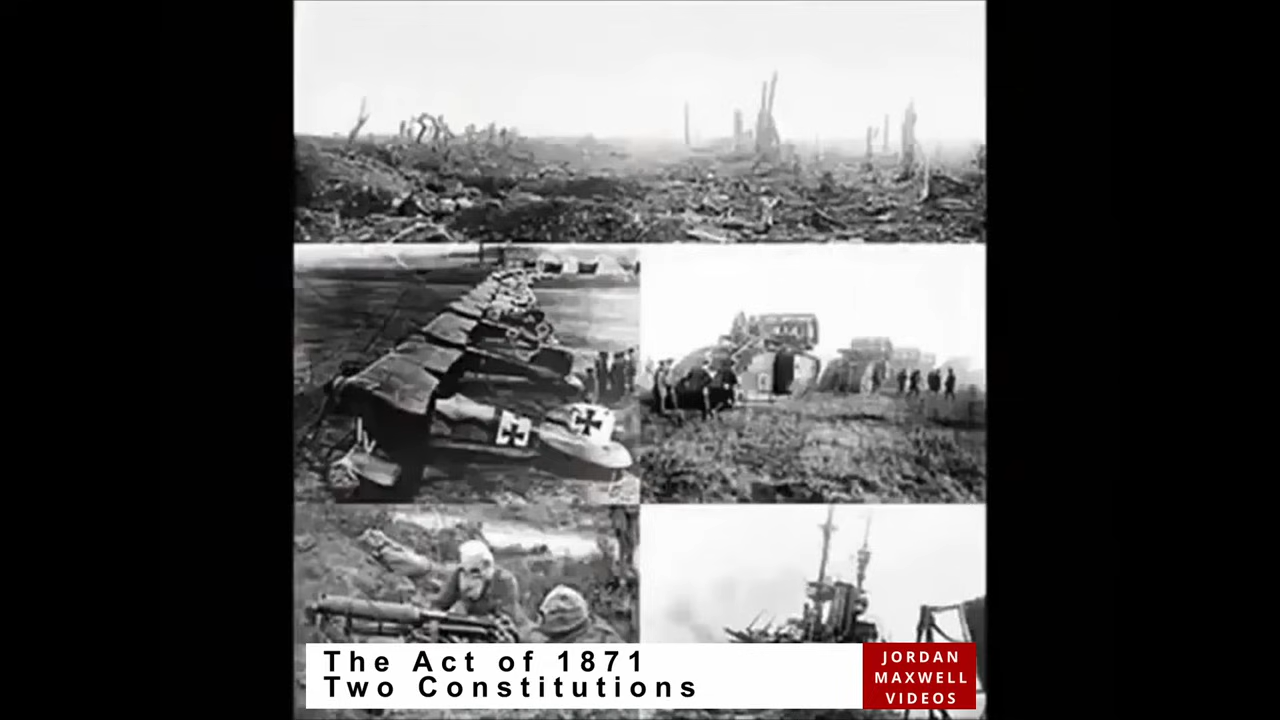 The Act of 1871
Two Constitutions
JORDAN
MAXWELL
VIDEOS